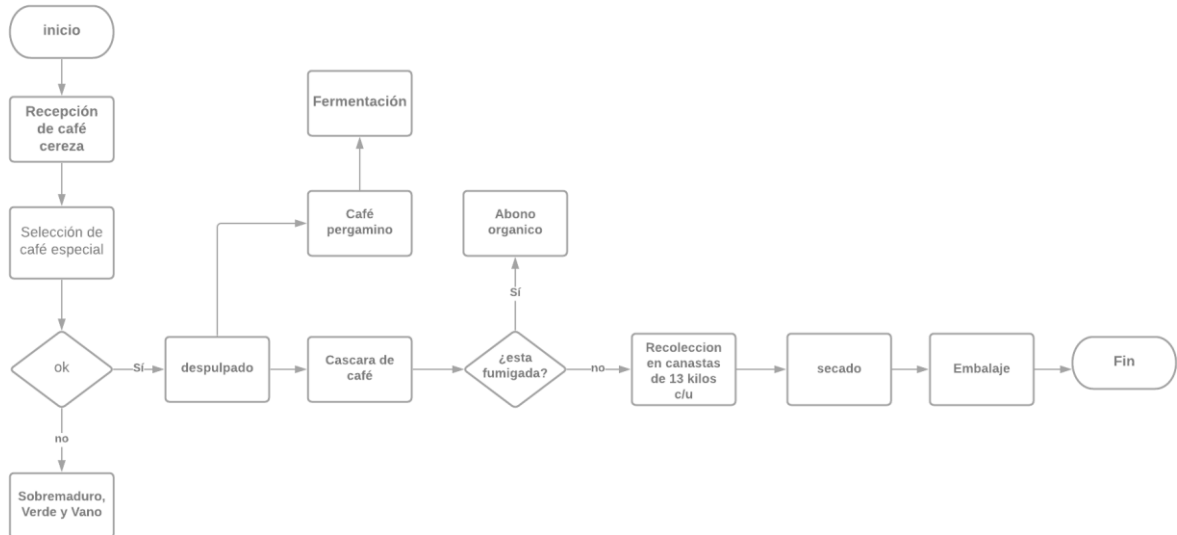 inicio
Recepción
de café
cereza
Selección de
café especial
ok
Sí
no
Sobremaduro,
Verde y Vano
despulpado
Café
pergamino
Fermentación
Cascara de
café
¿esta
fumigada?
Sí
Abono
organico
no
Recoleccion
en canastas
de 13 kilos
c/u
secado
Embalaje
Fin